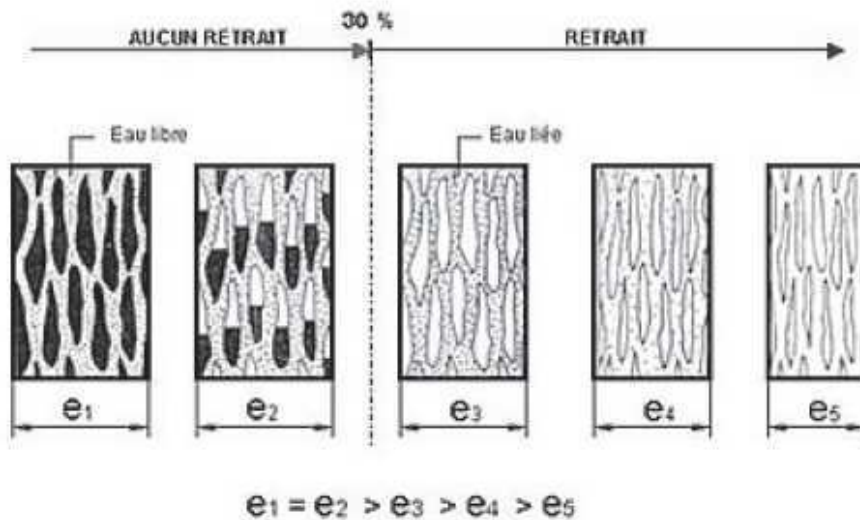 30 %
AUCUN RETRAIT RETRAIT
Eau libre Eau liée
e1 e2 e3 e4 e5
e1 = e2 > e3 > e4 > e5